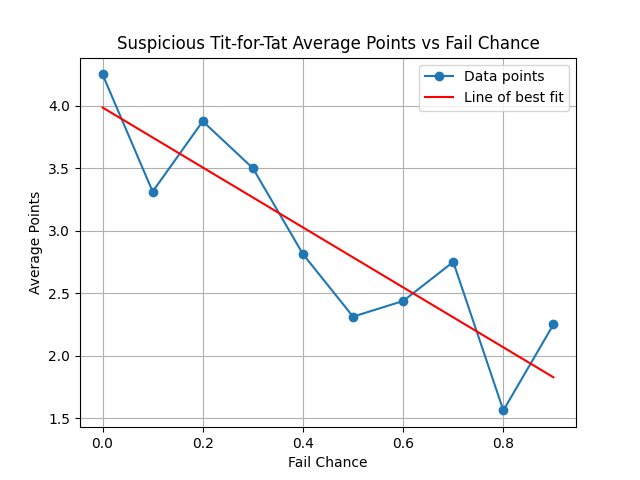 Suspicious Tit-for-Tat Average Points vs Fail Chance
Data points
Line of best fit
4.0
3.5
3.0
2.5
2.0
1.5
Average Points
0.0 0.2 0.4 0.6 0.8
Fail Chance